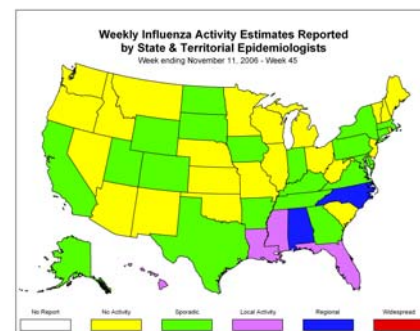 Weekly Influenza Activity Estimates Reported
by State & Territorial Epidemiologists
Week ending November 11, 2006 - Week 45
No Report
No Activity
Sporadic
Local Activity
Regional
Widespread